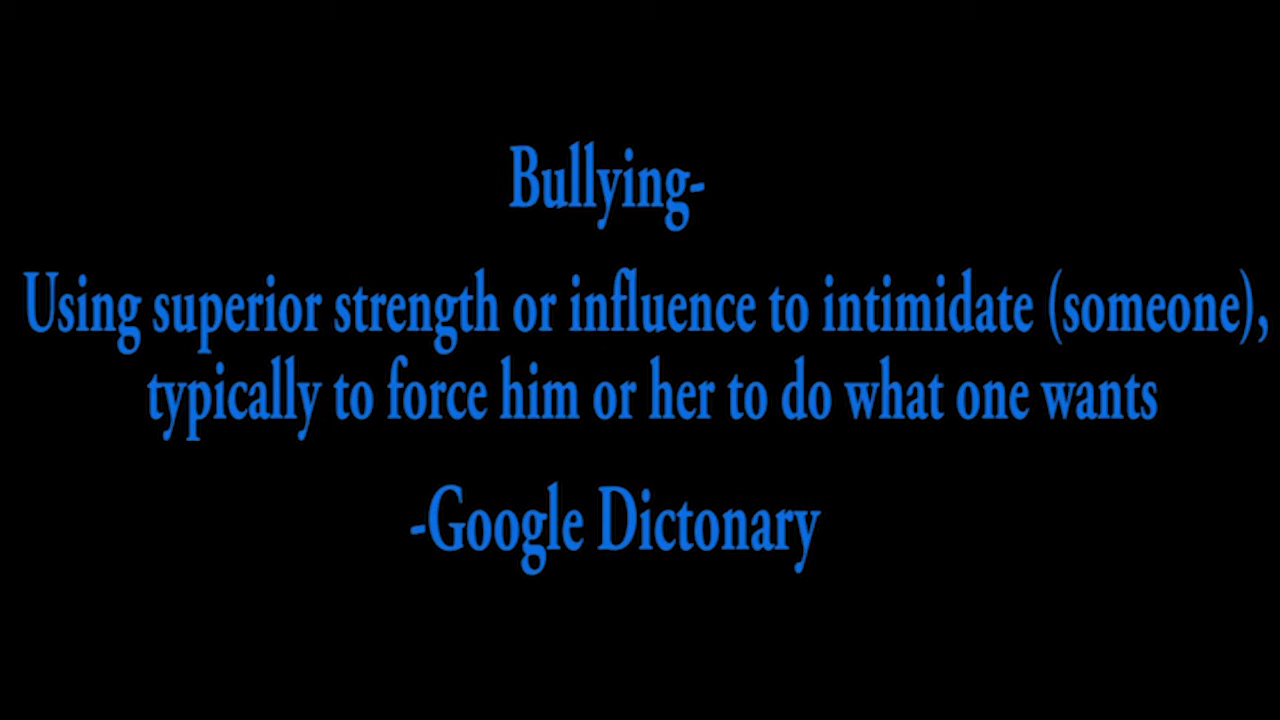 Bullying-
Using superior strength or influence to intimidate (someone),
typically to force him or her to do what one wants
-Google Dictonary